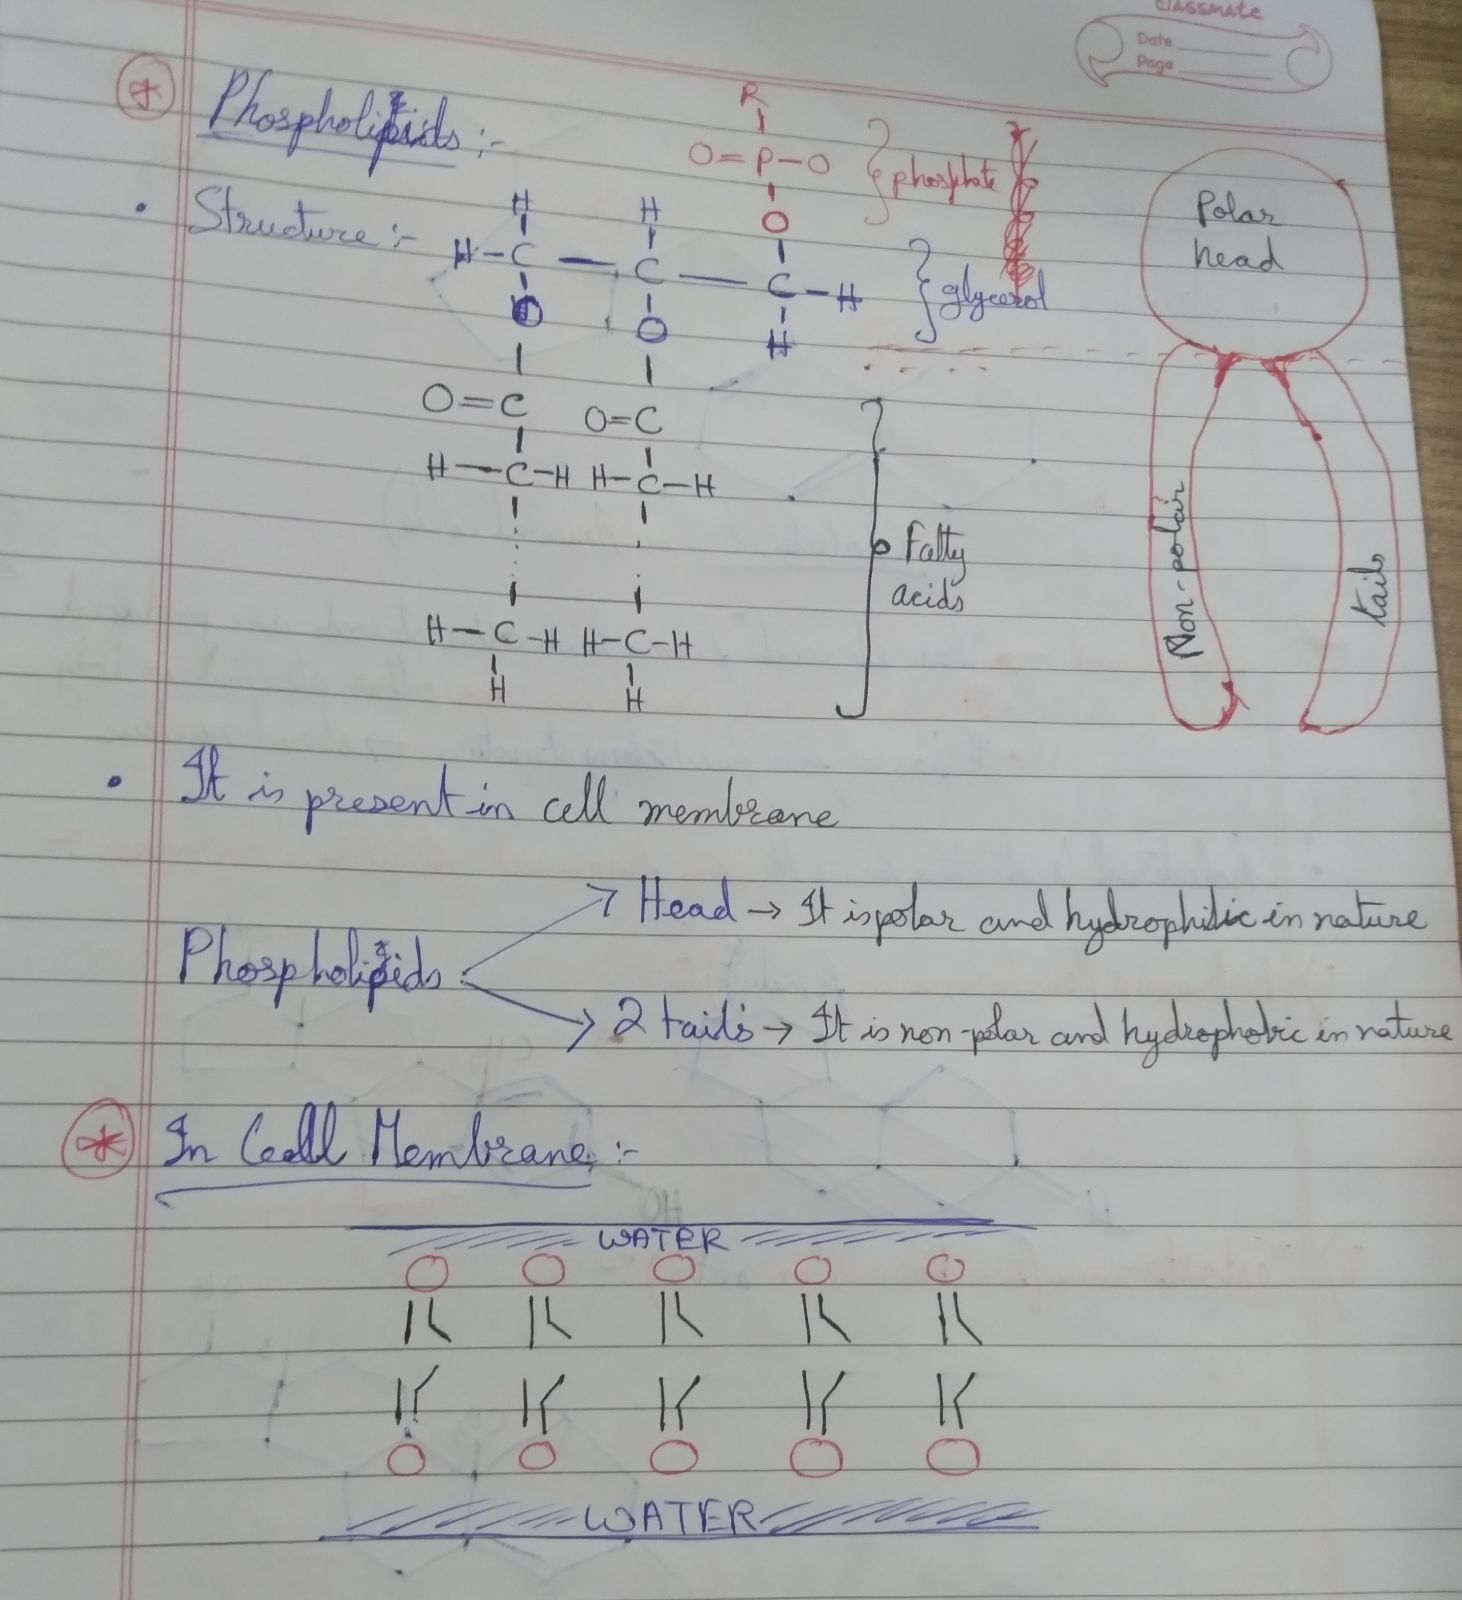 classmate
Date
Page
Phospholipids :-
• Structure :-
R
O=P-O
O
phosphate
H H
H-C — C — C-H
O O H
glycerol
O=C O=C
H-C-H H-C-H
H-C-H H-C-H
H H
Fatty
acids
Polar
head
Non-polar
tails
• It is present in cell membrane
Phospholipids
Head → It is polar and hydrophilic in nature
2 tails → It is non-polar and hydrophobic in nature
In Cell Membrane :-
WATER
WATER